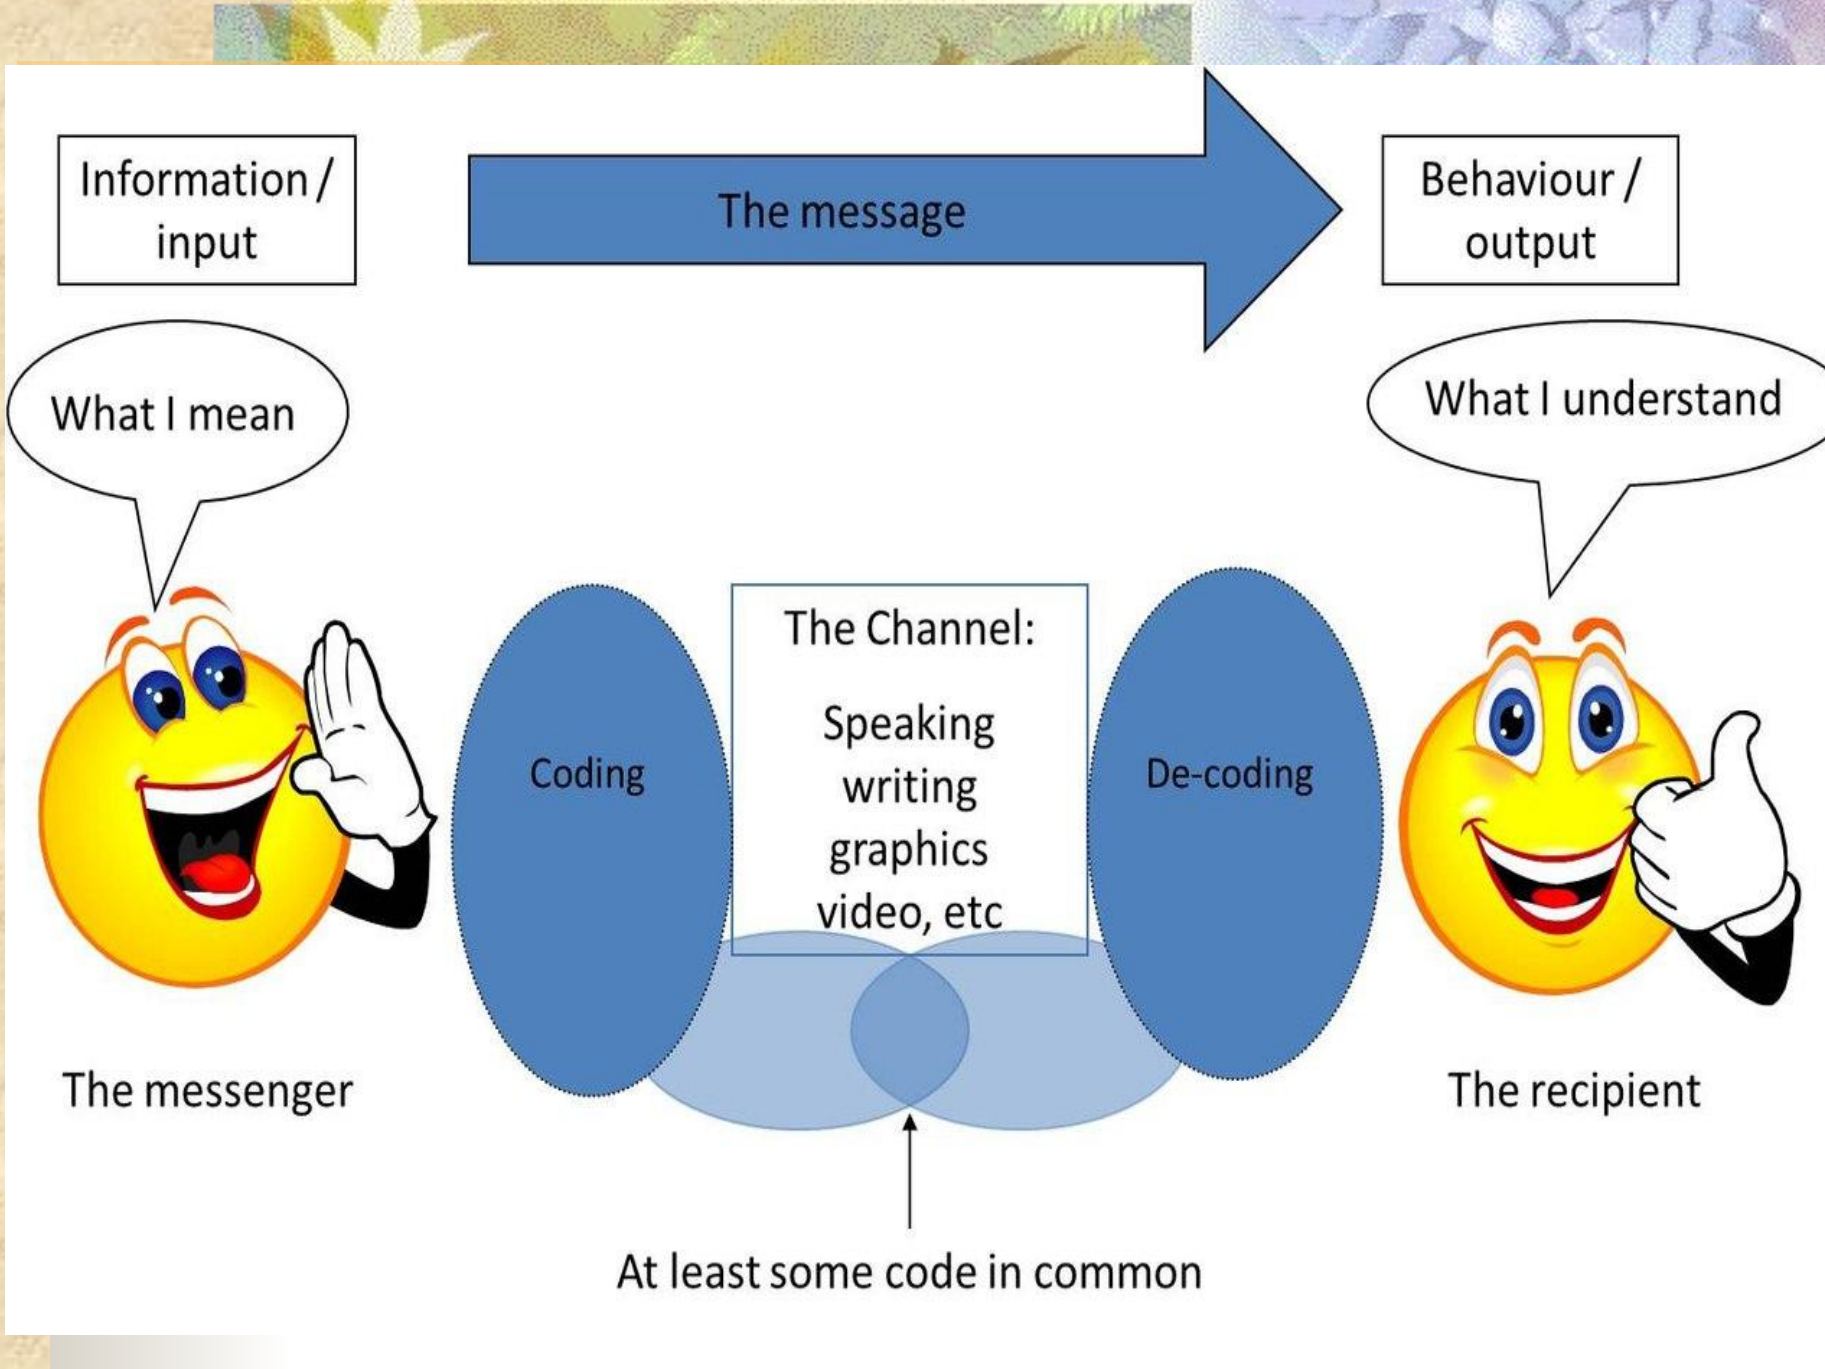 Information /
input
The message
Behaviour /
output
What I mean
What I understand
The Channel:
Speaking
writing
graphics
video, etc
Coding
De-coding
The messenger
The recipient
At least some code in common